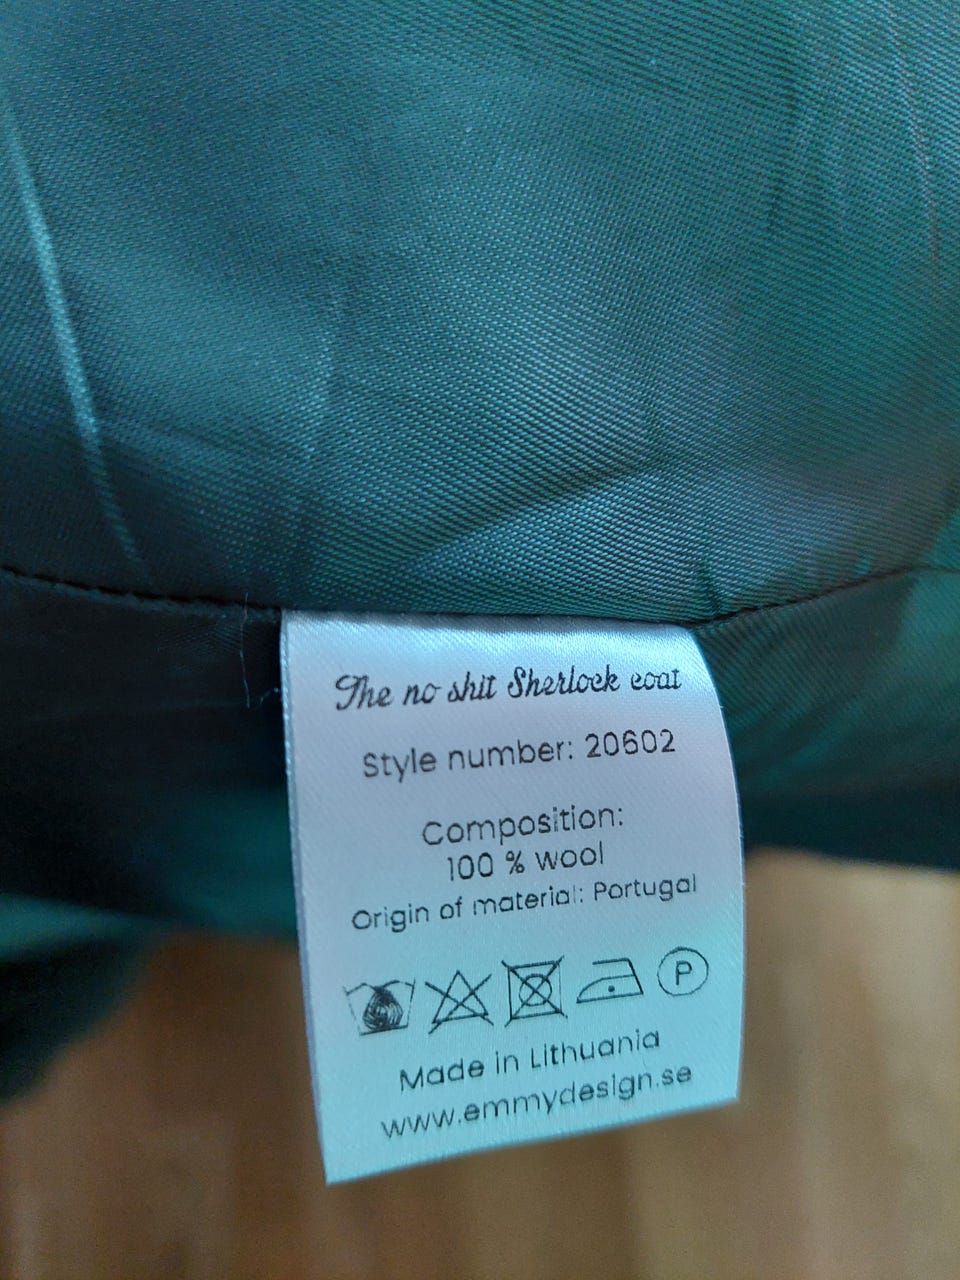 The no shit Sherlock coat
Style number: 20602
Composition:
100 % wool
Origin of material: Portugal
P
Made in Lithuania
www.emmydesign.se